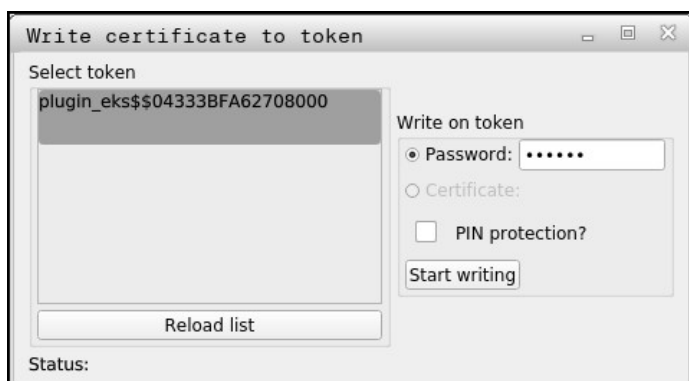 Write certificate to token
Select token
plugin_eks$$04333BFA62708000
Write on token
Password: ••••••
Certificate:
PIN protection?
Start writing
Reload list
Status: